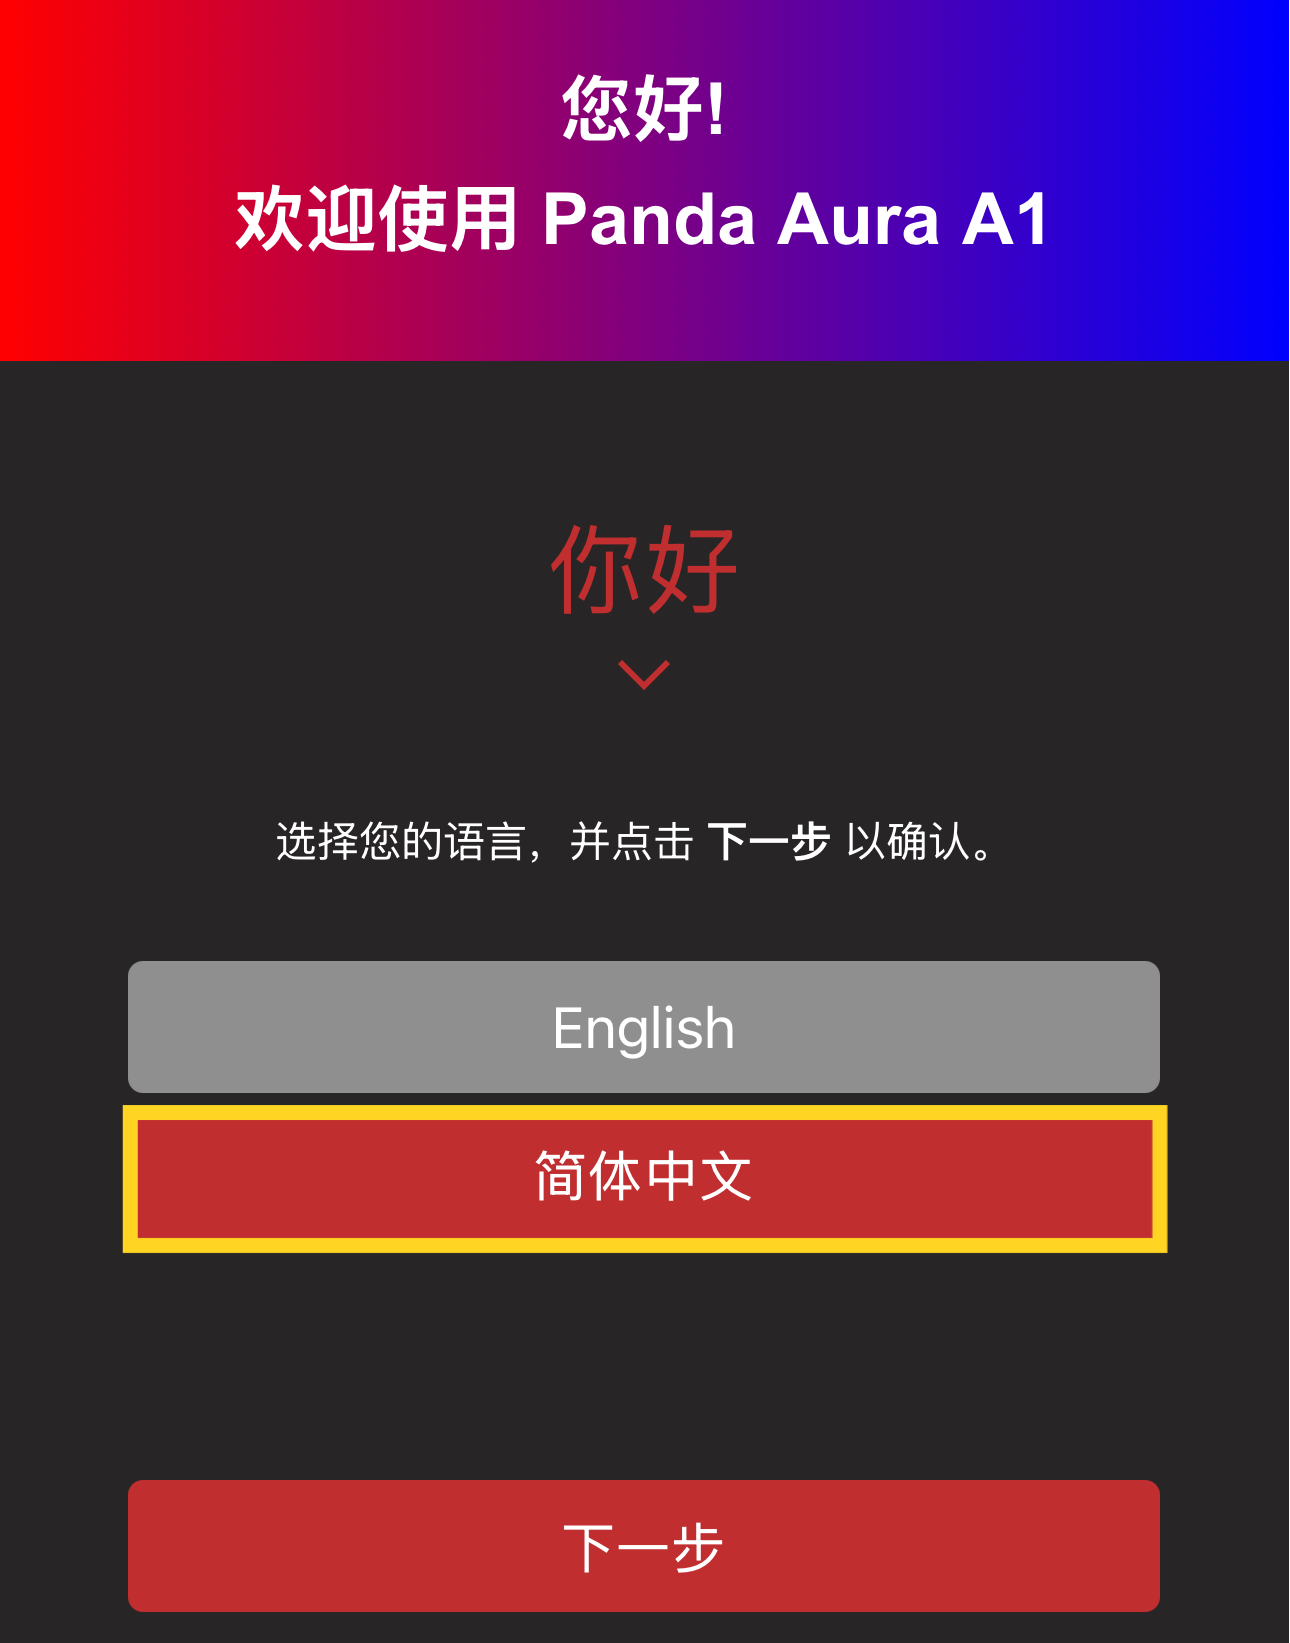 您好!
欢迎使用 Panda Aura A1
你好
选择您的语言，并点击 下一步 以确认。
English
简体中文
下一步